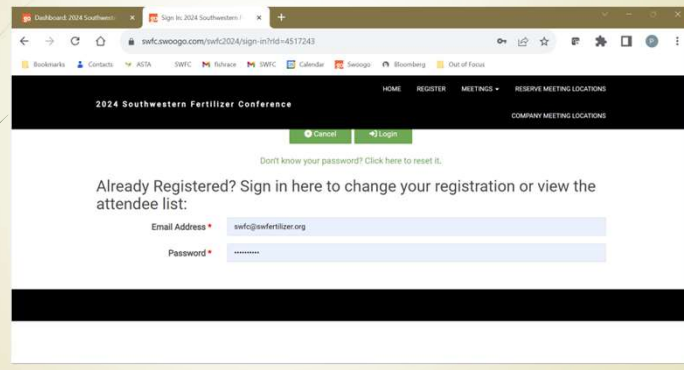 Dashboard: 2024 Southwest
Sign In: 2024 Southwestern F
swfc.swoogo.com/swfc2024/sign-in?rId=4517243
Bookmarks Contacts ASTA SWFC fishrace SWFC Calendar Swoogo Bloomberg Out of Focus
HOME REGISTER MEETINGS RESERVE MEETING LOCATIONS
2024 Southwestern Fertilizer Conference
COMPANY MEETING LOCATIONS
Cancel Login
Don't know your password? Click here to reset it.
Already Registered? Sign in here to change your registration or view the
attendee list:
Email Address * swfc@swfertilizer.org
Password * ••••••••••